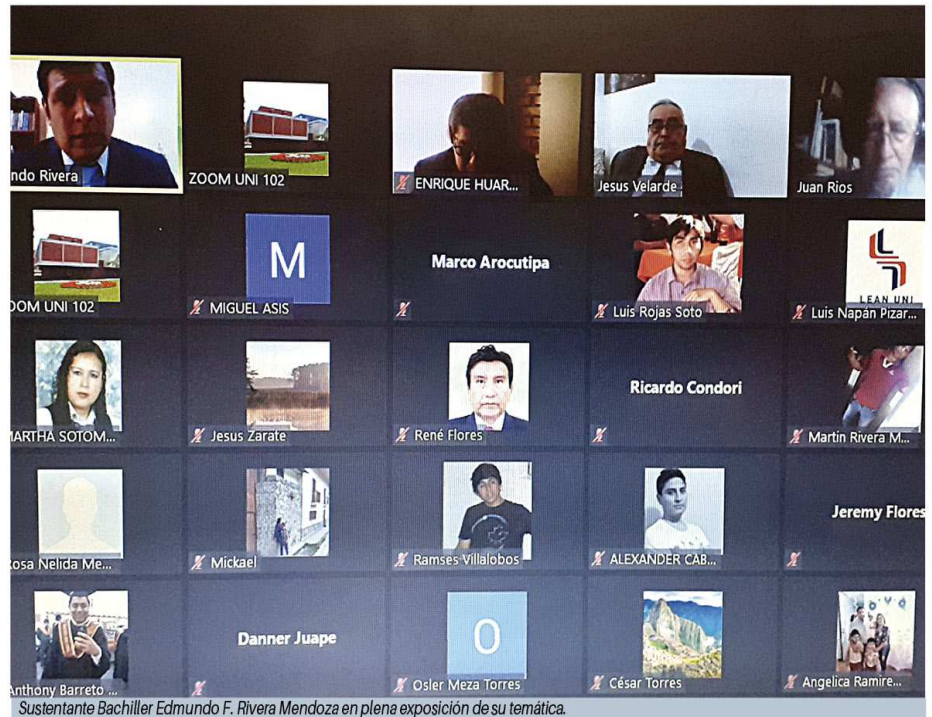 ndo Rivera
ZOOM UNI 102
ENRIQUE HUAR...
Jesus Velarde
Juan Rios
OOM UNI 102
M
MIGUEL ASIS
Marco Arocutipa
Luis Rojas Soto
LEAN UNI
Luis Napán Pizar...
MARTHA SOTOM...
Jesus Zarate
René Flores
Ricardo Condori
Martin Rivera M...
Rosa Nelida Me...
Mickael
Ramses Villalobos
ALEXANDER CAB...
Jeremy Flores
Anthony Barreto ...
Danner Juape
O
Osler Meza Torres
César Torres
Angelica Ramire...
Sustentante Bachiller Edmundo F. Rivera Mendoza en plena exposición de su temática.